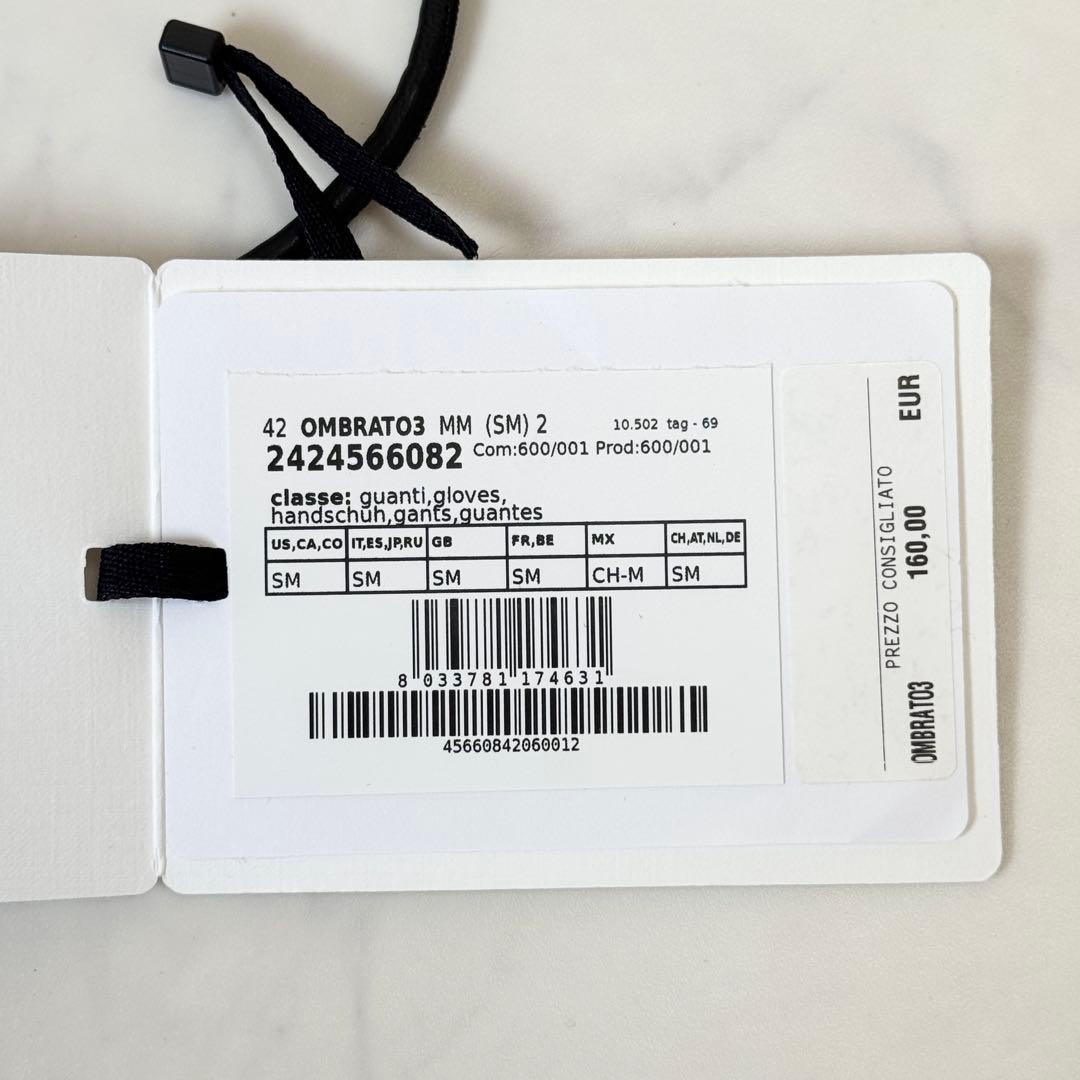 42 OMBRATO3 MM (SM) 2 10.502 tag - 69
2424566082 Com:600/001 Prod:600/001
classe: guanti,gloves,
handschuh,gants,guantes
US,CA,CO IT,ES,JP,RU GB FR,BE MX CH,AT,NL,DE
SM SM SM SM CH-M SM
8 033781 174631
45660842060012
OMBRATO3 160,00 EUR
PREZZO CONSIGLIATO